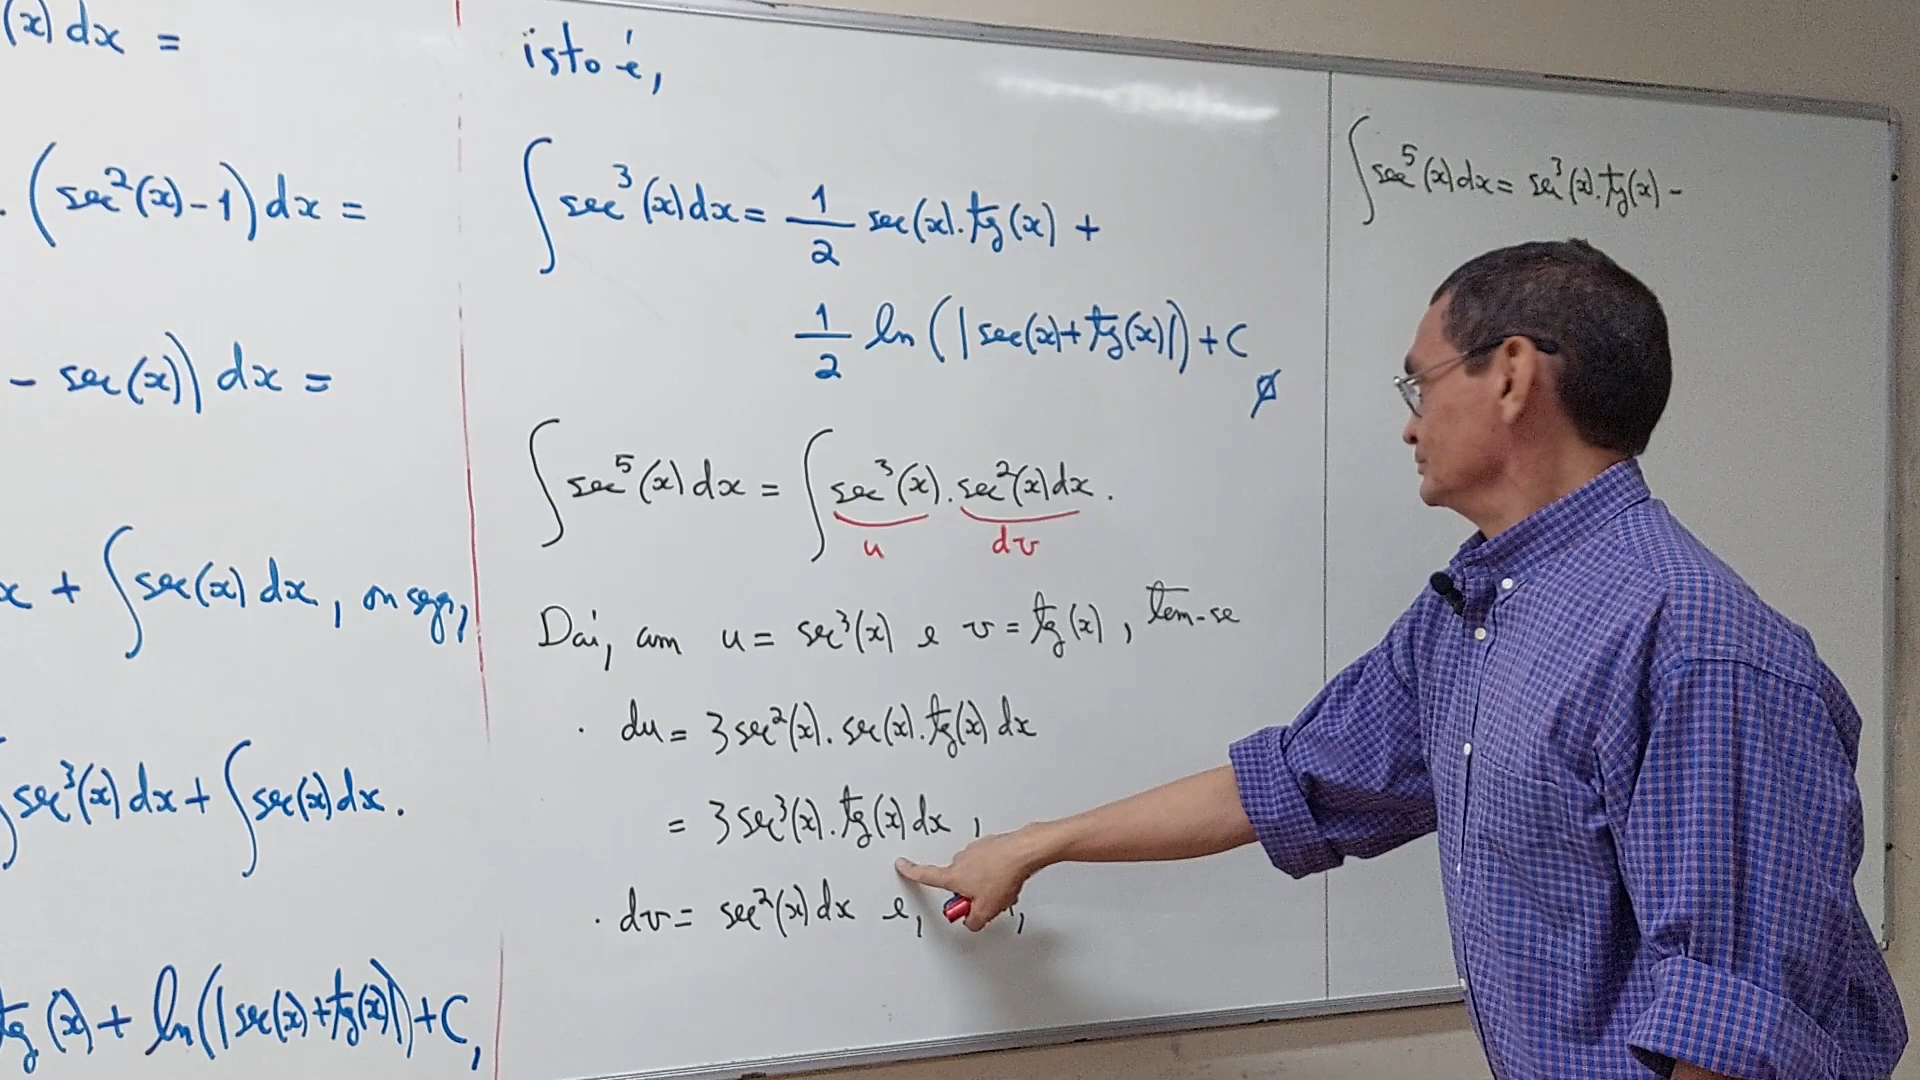 (x) dx =
. (sec²(x) - 1) dx =
- sec(x)) dx =
x + ∫ sec(x) dx, ou seja,
∫ sec³(x) dx + ∫ sec(x) dx.
tg(x) + ln(|sec(x) + tg(x)|) + C,
isto é,
∫ sec³(x) dx = 1/2 sec(x) . tg(x) +
1/2 ln(|sec(x) + tg(x)|) + C
∫ sec⁵(x) dx = ∫ sec³(x) . sec²(x) dx .
u dv
Daí, com u = sec³(x) e v = tg(x), tem-se
. du = 3 sec²(x) . sec(x) . tg(x) dx
= 3 sec³(x) . tg(x) dx ,
. dv = sec²(x) dx e,
∫ sec⁵(x) dx = sec³(x) . tg(x) -